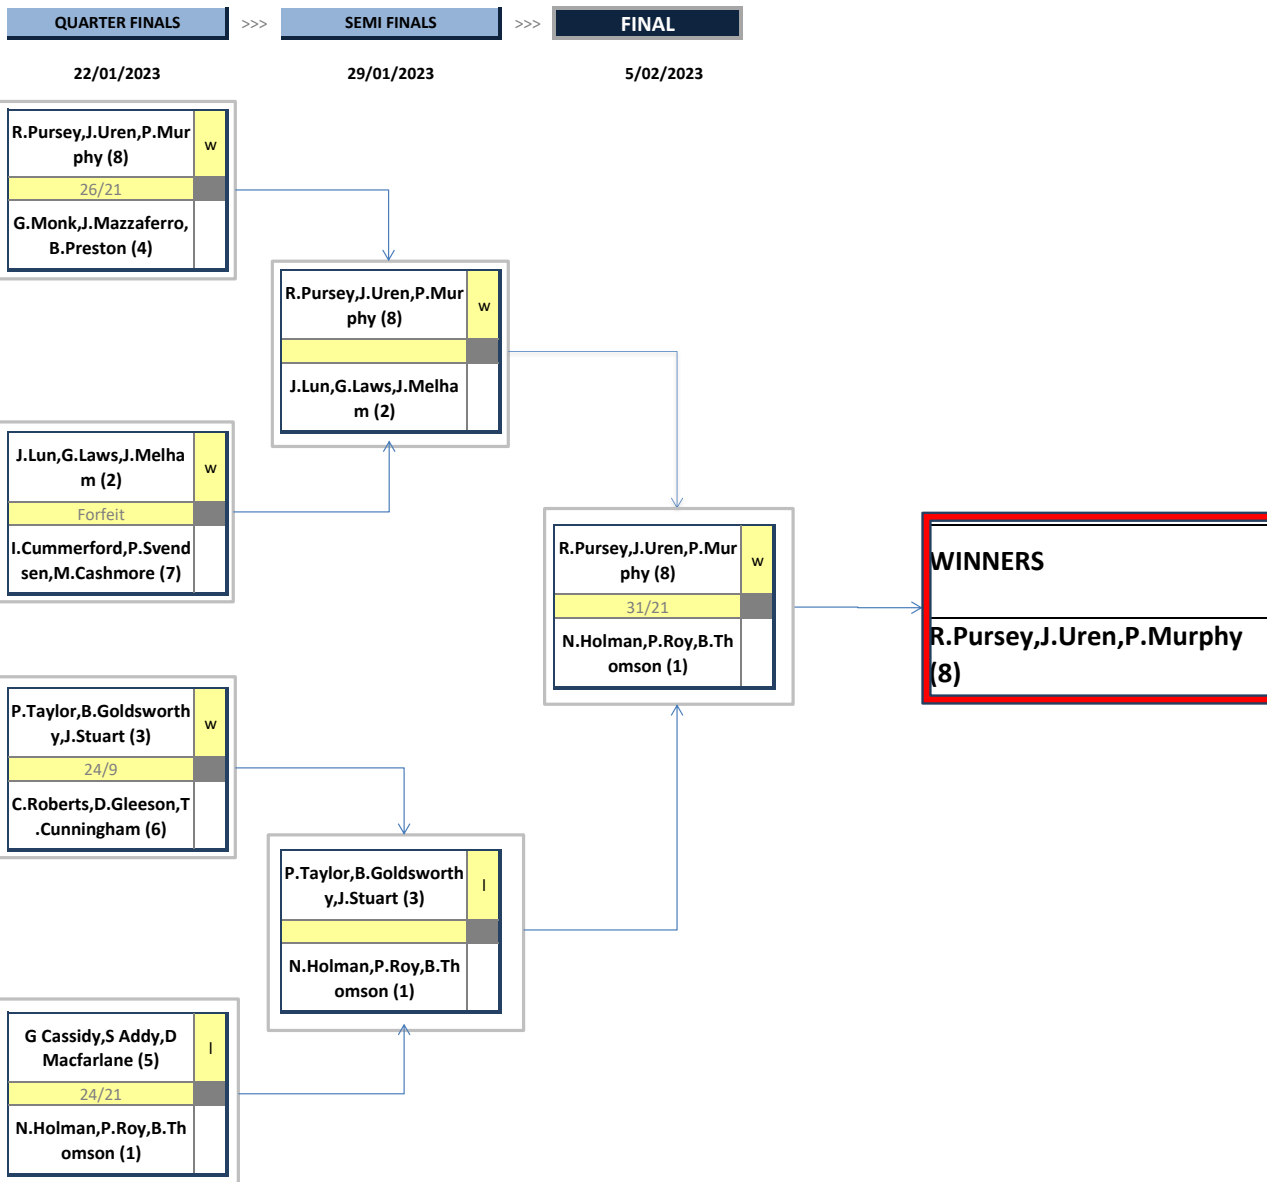 QUARTER FINALS >>> SEMI FINALS >>> FINAL
22/01/2023 29/01/2023 5/02/2023
R.Pursey,J.Uren,P.Mur
phy (8)
w
26/21
G.Monk,J.Mazzaferro,
B.Preston (4)
R.Pursey,J.Uren,P.Mur
phy (8)
w
J.Lun,G.Laws,J.Melha
m (2)
J.Lun,G.Laws,J.Melha
m (2)
w
Forfeit
I.Cummerford,P.Svend
sen,M.Cashmore (7)
R.Pursey,J.Uren,P.Mur
phy (8)
w
31/21
N.Holman,P.Roy,B.Th
omson (1)
WINNERS
R.Pursey,J.Uren,P.Murphy
(8)
P.Taylor,B.Goldsworth
y,J.Stuart (3)
w
24/9
C.Roberts,D.Gleeson,T
.Cunningham (6)
P.Taylor,B.Goldsworth
y,J.Stuart (3)
l
N.Holman,P.Roy,B.Th
omson (1)
G Cassidy,S Addy,D
Macfarlane (5)
l
24/21
N.Holman,P.Roy,B.Th
omson (1)